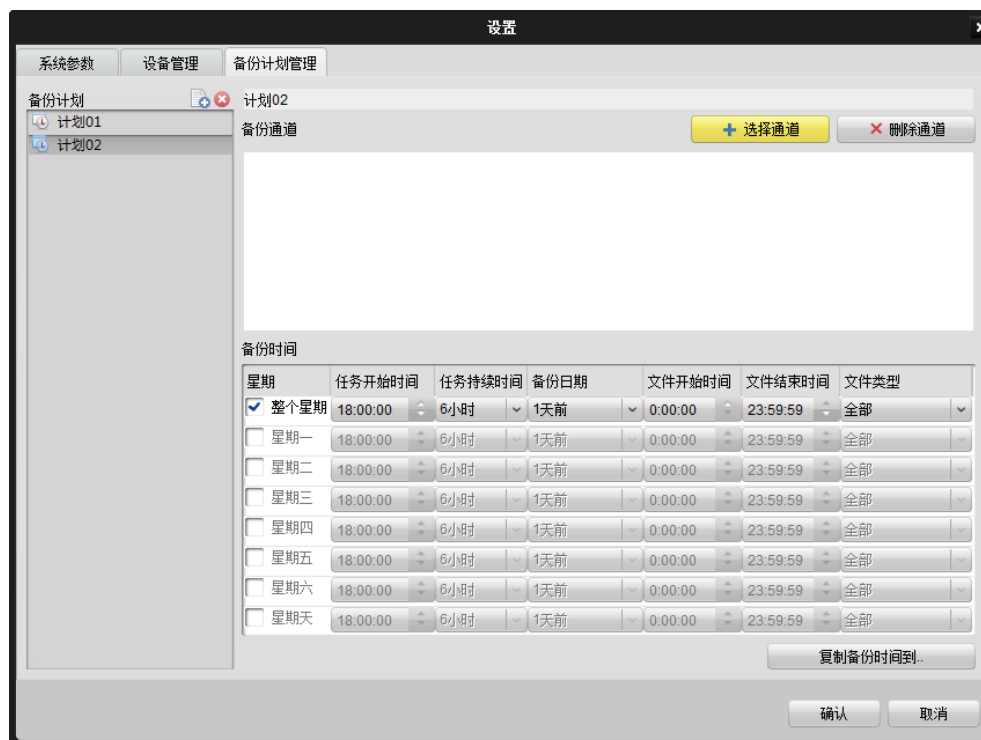 设置
系统参数 设备管理 备份计划管理
备份计划 计划02
计划01
计划02
备份通道 选择通道 删除通道
备份时间
星期 任务开始时间 任务持续时间 备份日期 文件开始时间 文件结束时间 文件类型
整个星期 18:00:00 6小时 1天前 0:00:00 23:59:59 全部
星期一 18:00:00 6小时 1天前 0:00:00 23:59:59 全部
星期二 18:00:00 6小时 1天前 0:00:00 23:59:59 全部
星期三 18:00:00 6小时 1天前 0:00:00 23:59:59 全部
星期四 18:00:00 6小时 1天前 0:00:00 23:59:59 全部
星期五 18:00:00 6小时 1天前 0:00:00 23:59:59 全部
星期六 18:00:00 6小时 1天前 0:00:00 23:59:59 全部
星期天 18:00:00 6小时 1天前 0:00:00 23:59:59 全部
复制备份时间到..
确认 取消